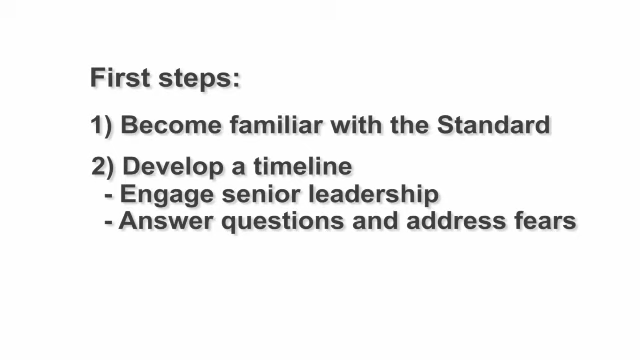 First steps:
1) Become familiar with the Standard
2) Develop a timeline
- Engage senior leadership
- Answer questions and address fears